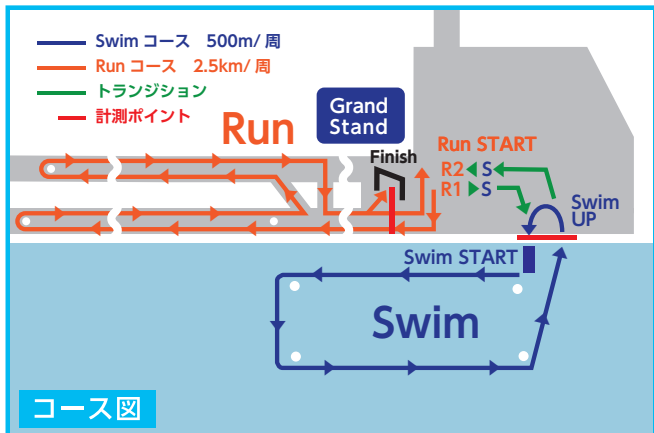 Swim コース 500m/ 周
Run コース 2.5km/ 周
トランジション
計測ポイント
Run
Grand
Stand
Finish
Run START
R2 S
R1 S
Swim
UP
Swim START
Swim
コース図